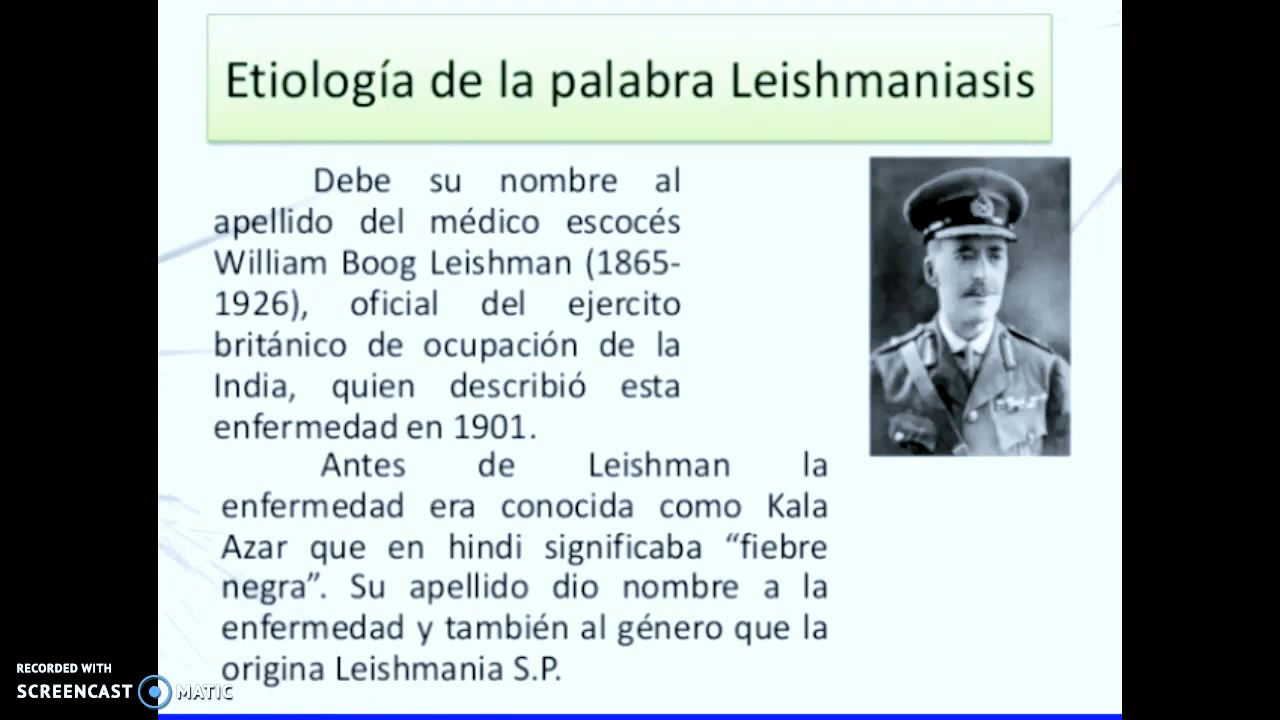 Etiología de la palabra Leishmaniasis
Debe su nombre al
apellido del médico escocés
William Boog Leishman (1865-
1926), oficial del ejercito
británico de ocupación de la
India, quien describió esta
enfermedad en 1901.
Antes de Leishman la
enfermedad era conocida como Kala
Azar que en hindi significaba “fiebre
negra”. Su apellido dio nombre a la
enfermedad y también al género que la
origina Leishmania S.P.
RECORDED WITH
SCREENCAST MATIC